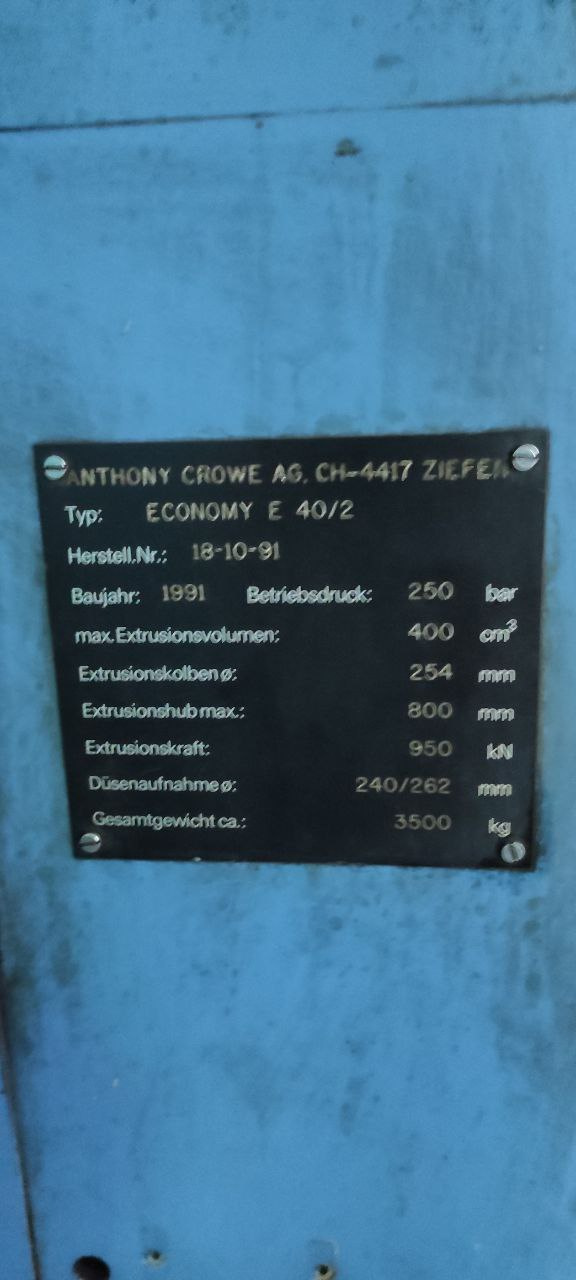 ANTHONY CROWE AG. CH-4417 ZIEFEN
Typ: ECONOMY E 40/2
Herstell.Nr.: 18-10-91
Baujahr: 1991 Betriebsdruck: 250 bar
max. Extrusionsvolumen: 400 cm³
Extrusionskolben ø: 254 mm
Extrusionshub max.: 800 mm
Extrusionskraft: 950 kN
Düsenaufnahme ø: 240/262 mm
Gesamtgewicht ca.: 3500 kg